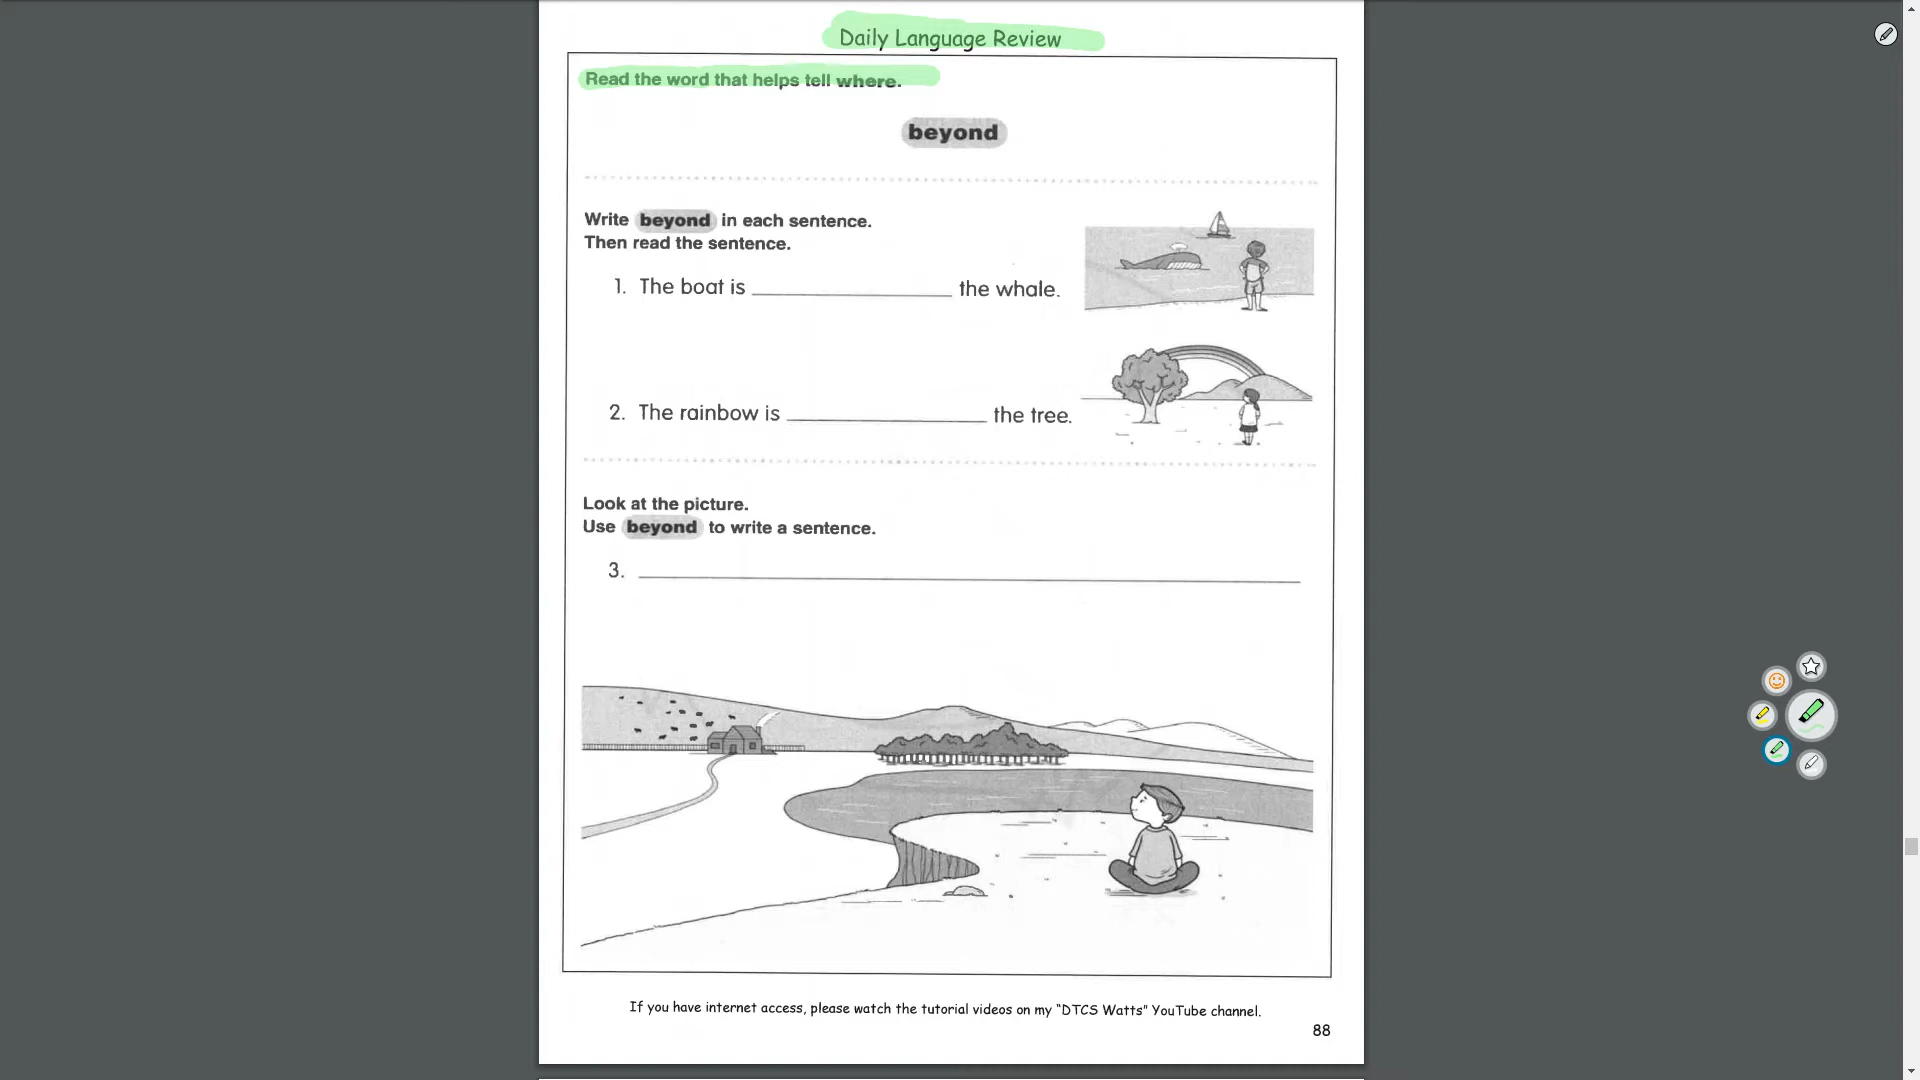 Daily Language Review
Read the word that helps tell where.
beyond
Write beyond in each sentence.
Then read the sentence.
1. The boat is ____________ the whale.
2. The rainbow is ____________ the tree.
Look at the picture.
Use beyond to write a sentence.
3. ____________
If you have internet access, please watch the tutorial videos on my “DTCS Watts” YouTube channel.
88